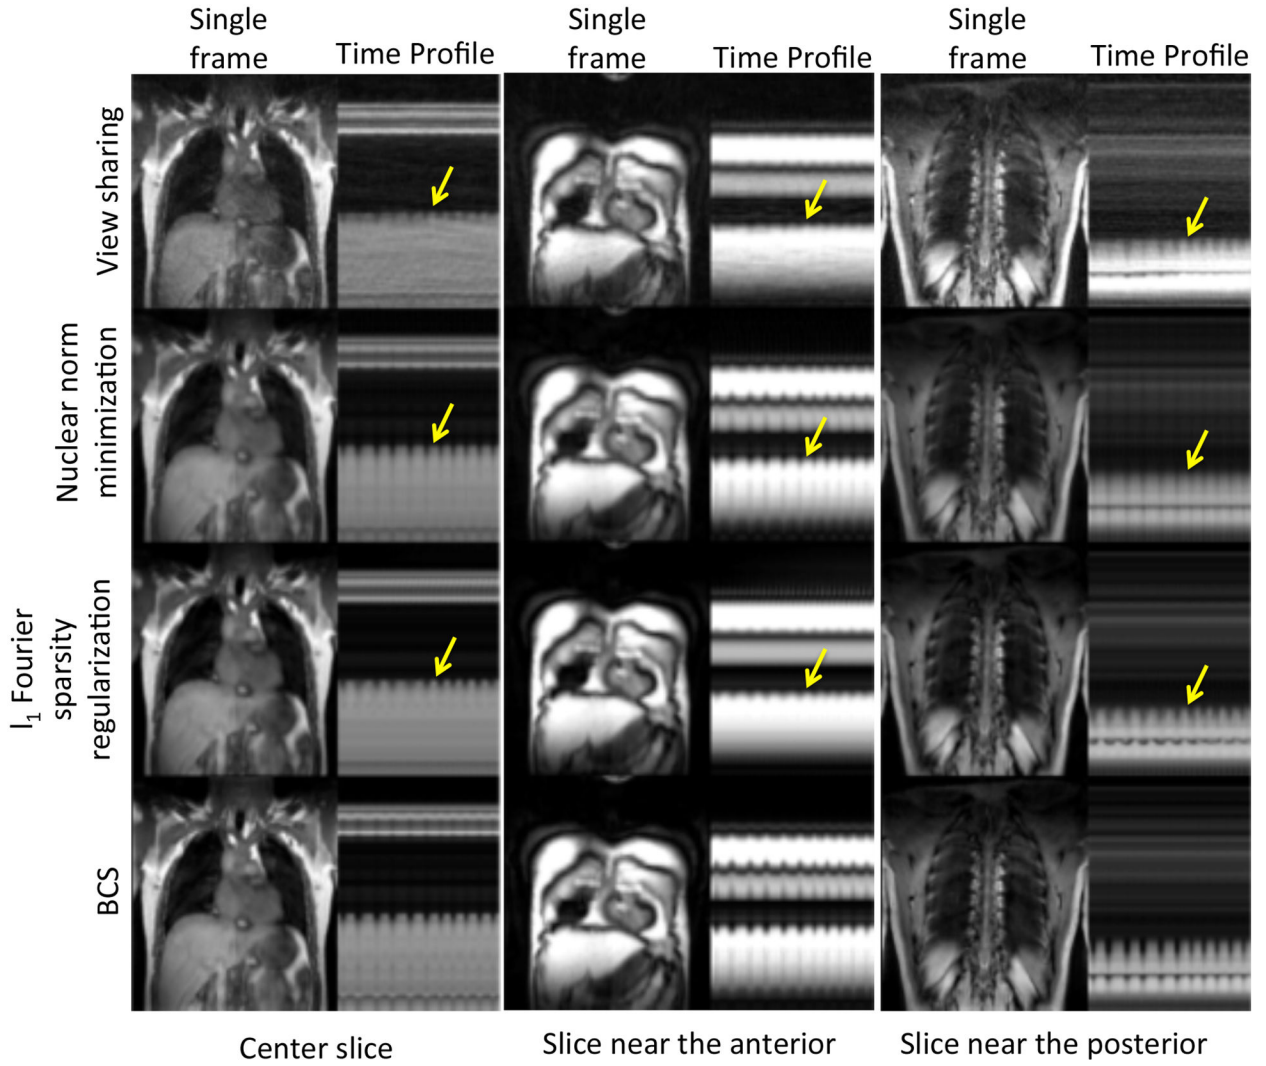 Single
frame
Time Profile
Single
frame
Time Profile
Single
frame
Time Profile
View sharing
Nuclear norm
minimization
l1 Fourier
sparsity
regularization
BCS
Center slice
Slice near the anterior
Slice near the posterior